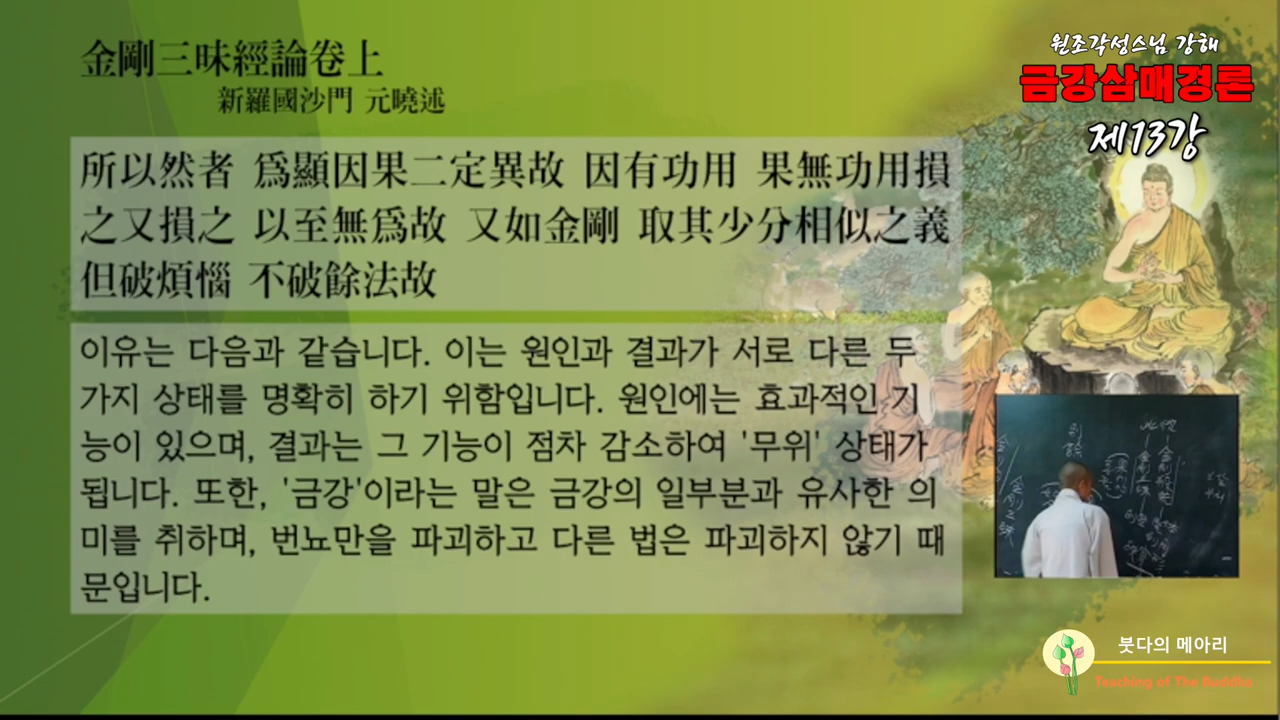 金剛三昧經論卷上
新羅國沙門 元曉述
所以然者 爲顯因果二定異故 因有功用 果無功用損
之又損之 以至無爲故 又如金剛 取其少分相似之義
但破煩惱 不破餘法故
이유는 다음과 같습니다. 이는 원인과 결과가 서로 다른 두
가지 상태를 명확히 하기 위함입니다. 원인에는 효과적인 기
능이 있으며, 결과는 그 기능이 점차 감소하여 '무위' 상태가
됩니다. 또한, '금강'이라는 말은 금강의 일부분과 유사한 의
미를 취하며, 번뇌만을 파괴하고 다른 법은 파괴하지 않기 때
문입니다.
원조각성스님 강해
금강삼매경론
제13강
붓다의 메아리
Teaching of The Buddha